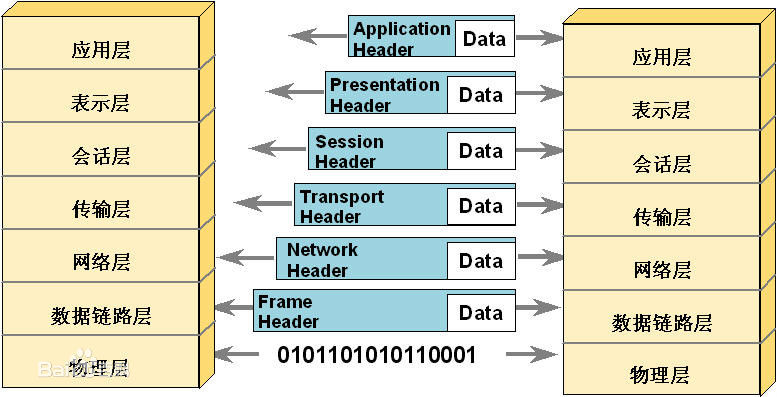 应用层
Application
Header
Data
应用层
表示层
Presentation
Header
Data
表示层
会话层
Session
Header
Data
会话层
传输层
Transport
Header
Data
传输层
网络层
Network
Header
Data
网络层
数据链路层
Frame
Header
Data
数据链路层
物理层
0101101010110001
物理层